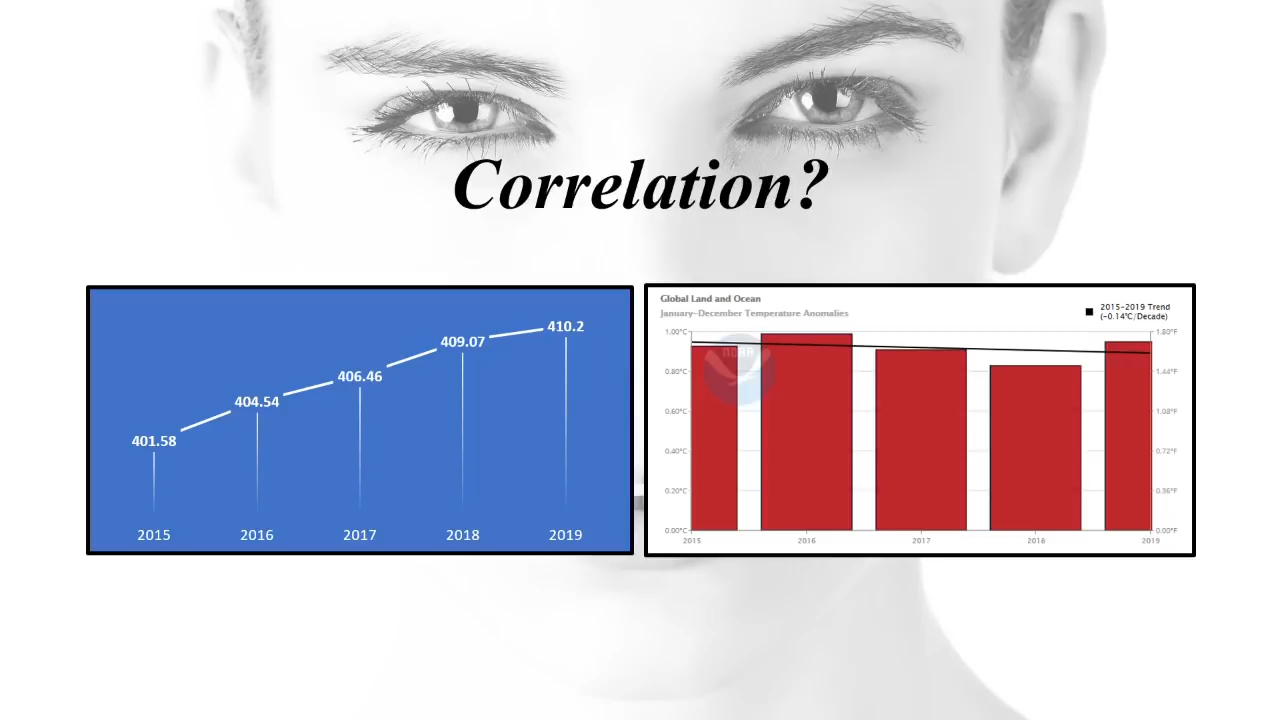 Correlation?
401.58
404.54
406.46
409.07
410.2
2015
2016
2017
2018
2019
Global Land and Ocean
January–December Temperature Anomalies
2015–2019 Trend
(−0.14°C/Decade)
1.00°C
0.80°C
0.60°C
0.40°C
0.20°C
0.00°C
1.80°F
1.44°F
1.08°F
0.72°F
0.36°F
0.00°F
noaa
2015
2016
2017
2018
2019